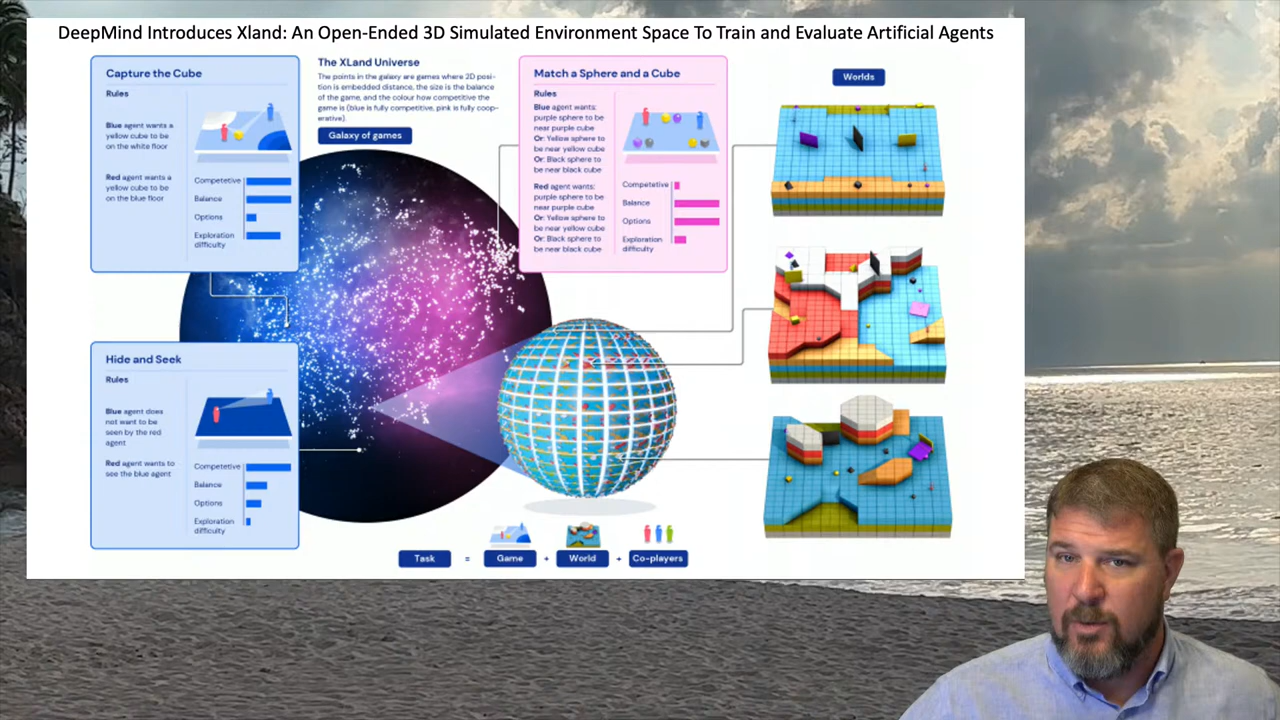 DeepMind Introduces Xland: An Open-Ended 3D Simulated Environment Space To Train and Evaluate Artificial Agents
Capture the Cube
Rules
Blue agent wants a
yellow cube to be
on the white floor
Red agent wants a
yellow cube to be
on the blue floor
Competetive
Balance
Options
Exploration
difficulty
The XLand Universe
The points in the galaxy are games where 2D posi-
tion is embedded distance, the size is the balance
of the game, and the colour how competitive the
game is (blue is fully competitive, pink is fully coop-
erative).
Galaxy of games
Match a Sphere and a Cube
Rules
Blue agent wants:
purple sphere to be
near purple cube
Or: Yellow sphere to
be near yellow cube
Or: Black sphere to
be near black cube
Red agent wants:
purple sphere to be
near purple cube
Or: Yellow sphere to
be near yellow cube
Or: Black sphere to
be near black cube
Competetive
Balance
Options
Exploration
difficulty
Worlds
Hide and Seek
Rules
Blue agent does
not want to be
seen by the red
agent
Red agent wants to
see the blue agent
Competetive
Balance
Options
Exploration
difficulty
Task = Game + World + Co-players